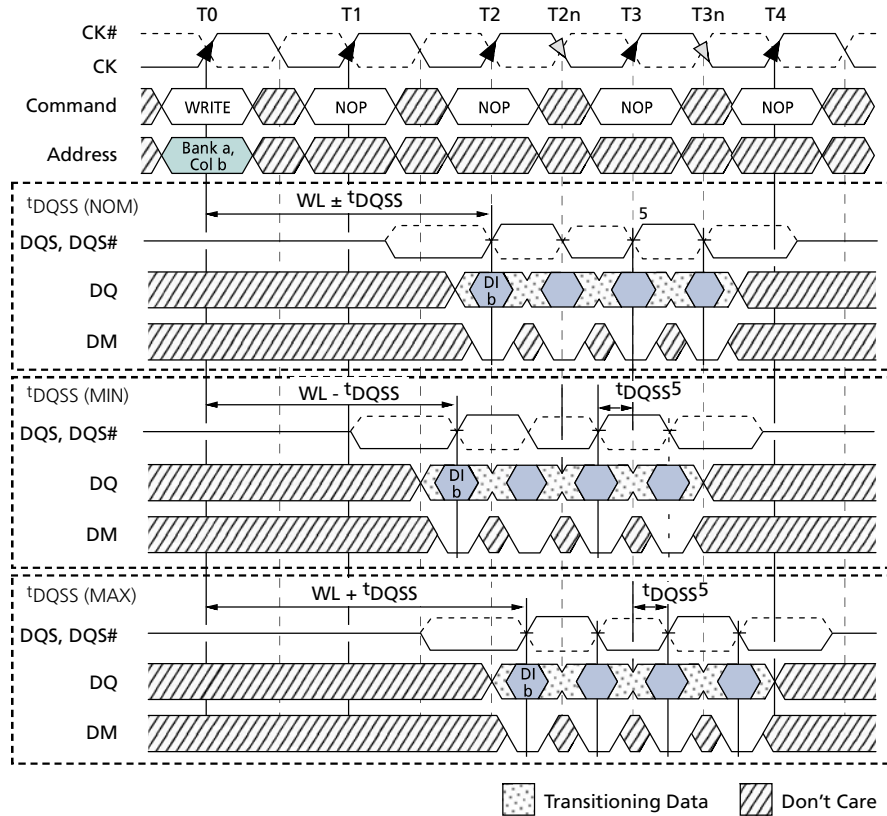 T0 T1 T2 T2n T3 T3n T4
CK#
CK
Command WRITE NOP NOP NOP NOP
Address Bank a, Col b
tDQSS (NOM) WL ± tDQSS
5
DQS, DQS#
DQ DI b
DM
tDQSS (MIN) WL - tDQSS tDQSS5
DQS, DQS#
DQ DI b
DM
tDQSS (MAX) WL + tDQSS tDQSS5
DQS, DQS#
DQ DI b
DM
Transitioning Data Don't Care